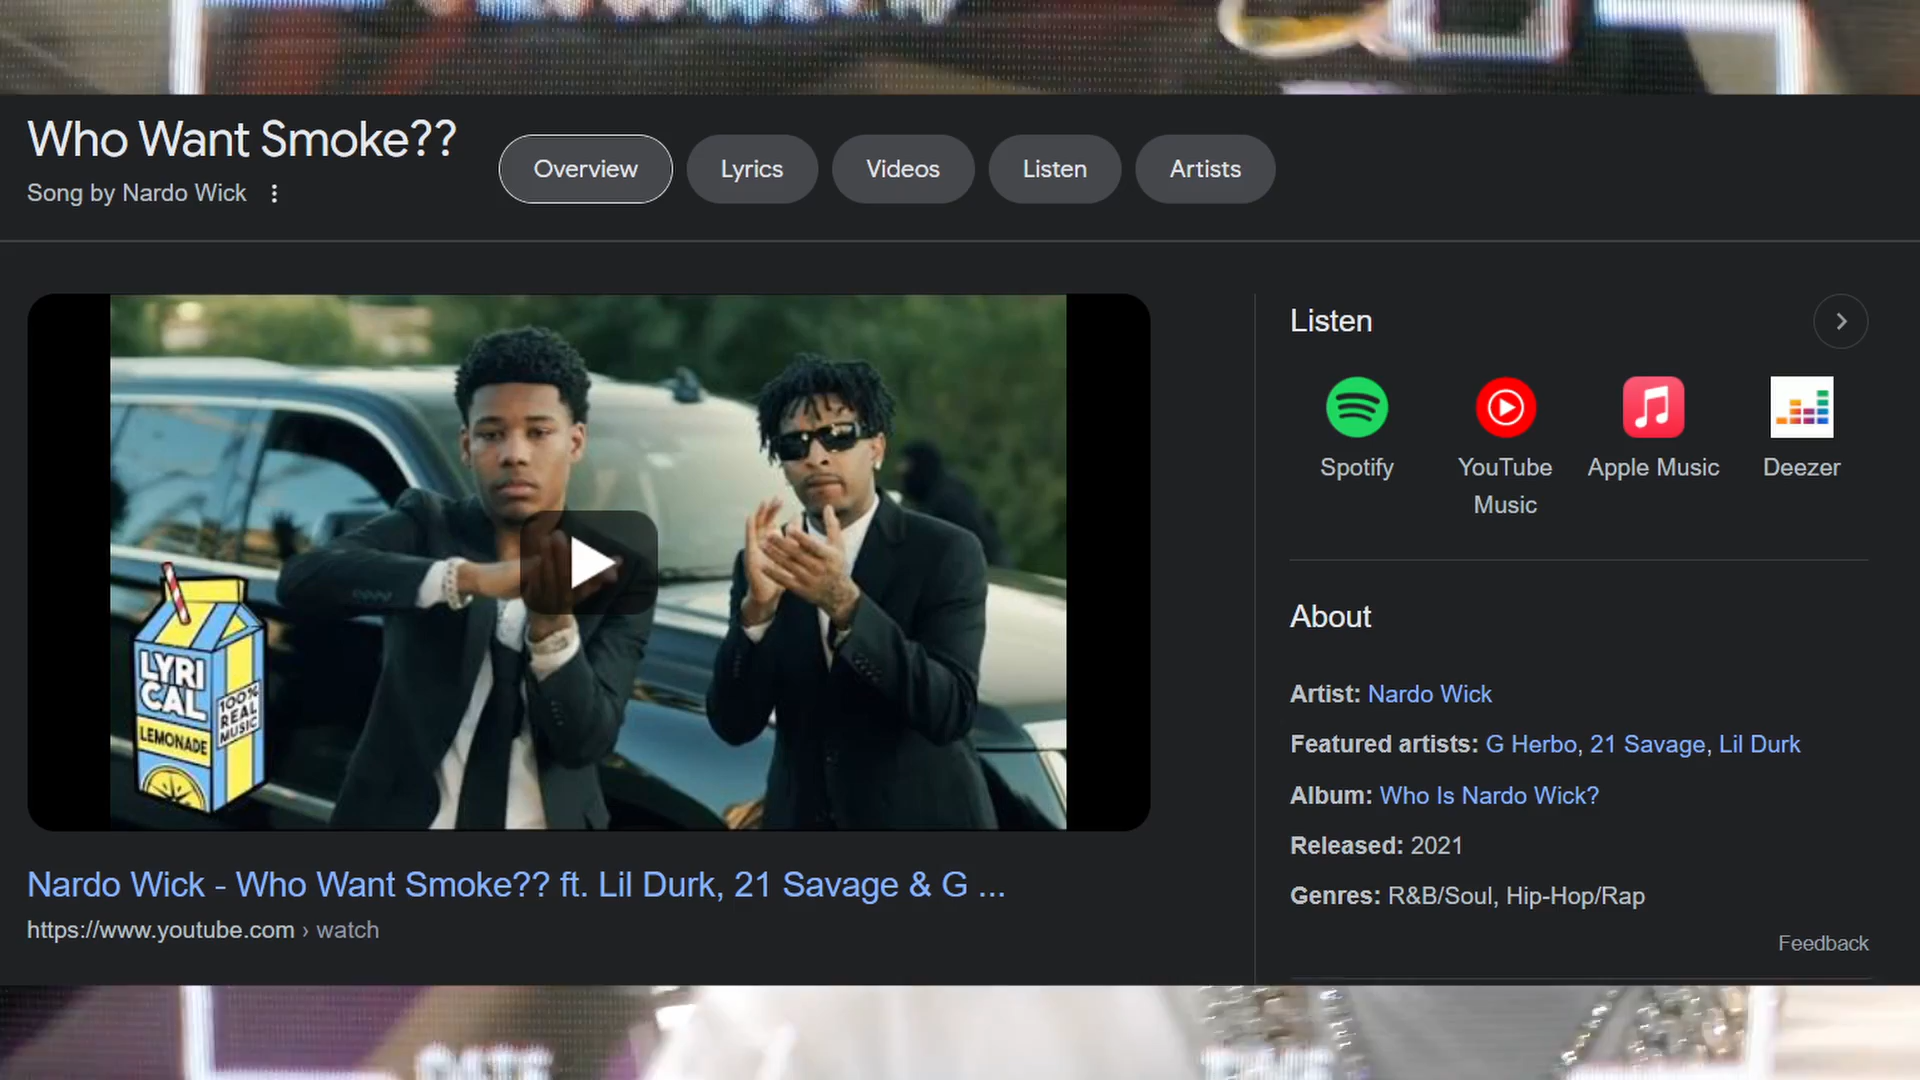 Who Want Smoke??
Song by Nardo Wick
Overview
Lyrics
Videos
Listen
Artists
LYRI
CAL
LEMONADE
100%
REAL
MUSIC
Nardo Wick - Who Want Smoke?? ft. Lil Durk, 21 Savage & G ...
https://www.youtube.com › watch
Listen
Spotify
YouTube
Music
Apple Music
Deezer
About
Artist: Nardo Wick
Featured artists: G Herbo, 21 Savage, Lil Durk
Album: Who Is Nardo Wick?
Released: 2021
Genres: R&B/Soul, Hip-Hop/Rap
Feedback